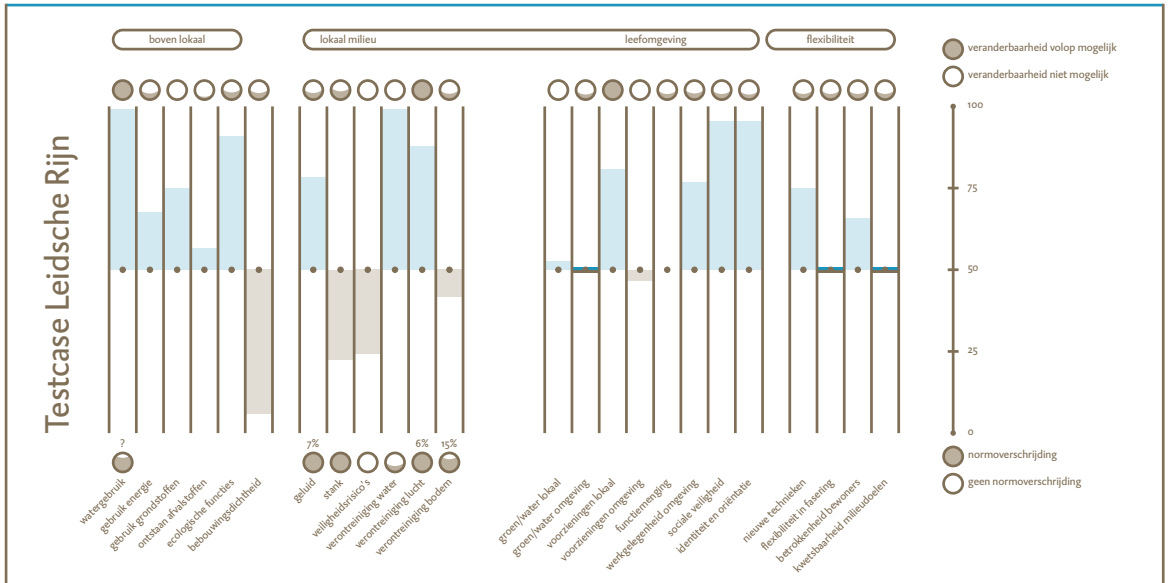 boven lokaal
lokaal milieu
leefomgeving
flexibiliteit
veranderbaarheid volop mogelijk
veranderbaarheid niet mogelijk
Testcase Leidsche Rijn
100
75
50
25
0
?
7%
6%
15%
normoverschrijding
geen normoverschrijding
watergebruik
gebruik energie
gebruik grondstoffen
ontstaan afvalstoffen
ecologische functies
bebouwingsdichtheid
geluid
stank
veiligheidsrisico's
verontreiniging water
verontreiniging lucht
verontreining bodem
groen/water lokaal
groen/water omgeving
voorzieningen lokaal
voorzieningen omgeving
functiemenging
werkgelegenheid omgeving
sociale veiligheid
identiteit en oriëntatie
nieuwe technieken
flexibiliteit in fasering
betrokkenheid bewoners
kwetsbaarheid milieudoelen